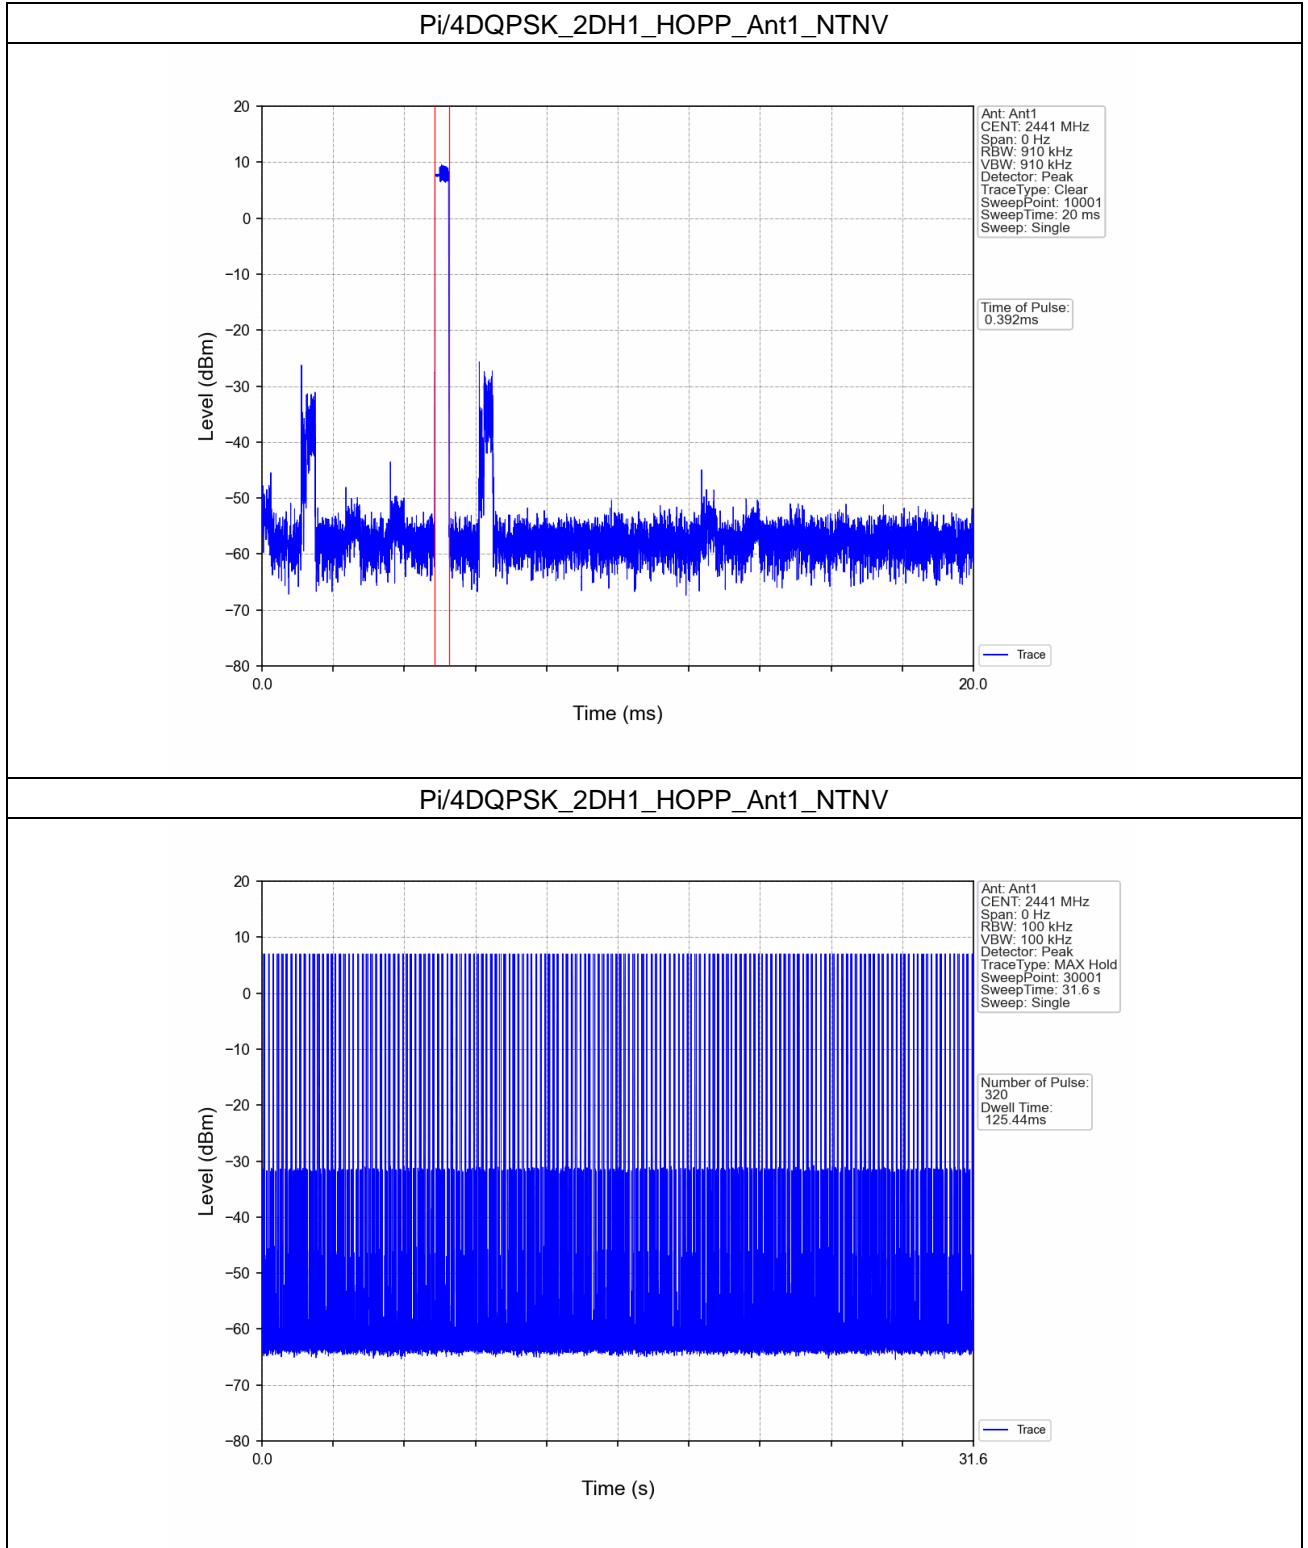 Pi/4DQPSK_2DH1_HOPP_Ant1_NTNV
20
10
0
−10
−20
−30
−40
−50
−60
−70
−80
Level (dBm)
0.0
20.0
Time (ms)
Ant: Ant1
CENT: 2441 MHz
Span: 0 Hz
RBW: 910 kHz
VBW: 910 kHz
Detector: Peak
TraceType: Clear
SweepPoint: 10001
SweepTime: 20 ms
Sweep: Single
Time of Pulse:
0.392ms
Trace
Pi/4DQPSK_2DH1_HOPP_Ant1_NTNV
20
10
0
−10
−20
−30
−40
−50
−60
−70
−80
Level (dBm)
0.0
31.6
Time (s)
Ant: Ant1
CENT: 2441 MHz
Span: 0 Hz
RBW: 100 kHz
VBW: 100 kHz
Detector: Peak
TraceType: MAX Hold
SweepPoint: 30001
SweepTime: 31.6 s
Sweep: Single
Number of Pulse:
320
Dwell Time:
125.44ms
Trace